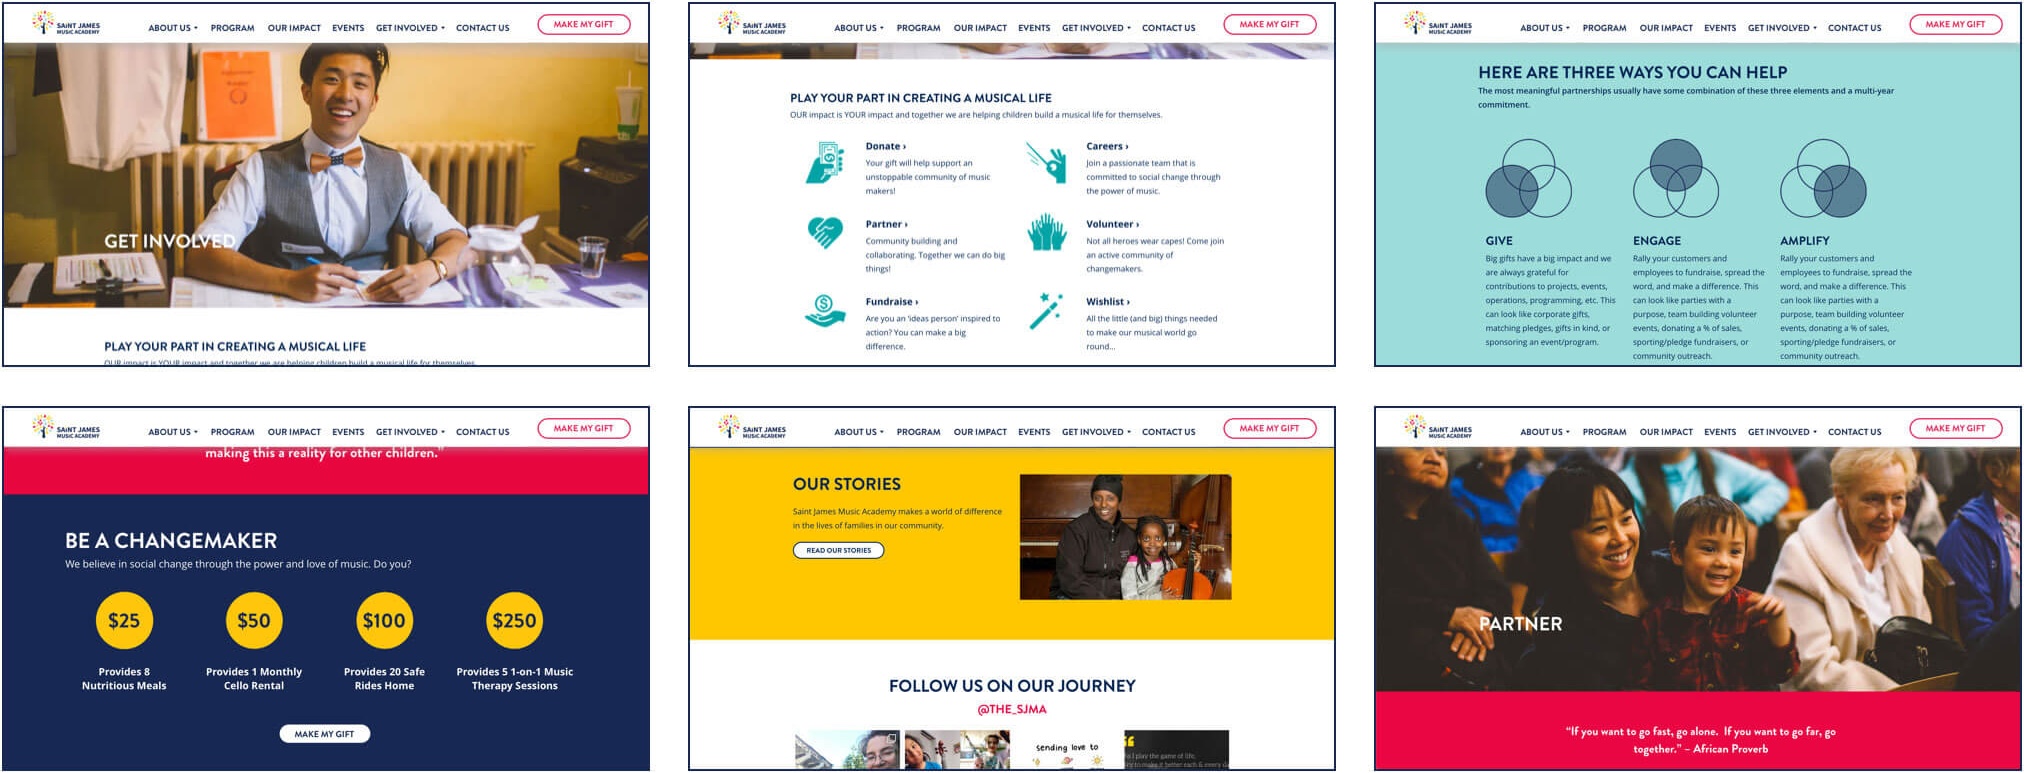 SAiNT JAMES
MUSIC ACADEMY
ABOUT US PROGRAM OUR IMPACT EVENTS GET INVOLVED CONTACT US
MAKE MY GIFT
GET INVOLVED
PLAY YOUR PART IN CREATING A MUSICAL LIFE
OUR impact is YOUR impact and together we are helping children build a musical life for themselves.
SAiNT JAMES
MUSIC ACADEMY
ABOUT US PROGRAM OUR IMPACT EVENTS GET INVOLVED CONTACT US
MAKE MY GIFT
PLAY YOUR PART IN CREATING A MUSICAL LIFE
OUR impact is YOUR impact and together we are helping children build a musical life for themselves.
Donate ›
Your gift will help support an
unstoppable community of music
makers!
Careers ›
Join a passionate team that is
committed to social change through
the power of music.
Partner ›
Community building and
collaborating. Together we can do big
things!
Volunteer ›
Not all heroes wear capes! Come join
an active community of
changemakers.
Fundraise ›
Are you an 'ideas person' inspired to
action? You can make a big
difference.
Wishlist ›
All the little (and big) things needed
to make our musical world go
round...
SAiNT JAMES
MUSIC ACADEMY
ABOUT US PROGRAM OUR IMPACT EVENTS GET INVOLVED CONTACT US
MAKE MY GIFT
HERE ARE THREE WAYS YOU CAN HELP
The most meaningful partnerships usually have some combination of these three elements and a multi-year
commitment.
GIVE
Big gifts have a big impact and we
are always grateful for
contributions to projects, events,
operations, programming, etc. This
can look like corporate gifts,
matching pledges, gifts in kind, or
sponsoring an event/program.
ENGAGE
Rally your customers and
employees to fundraise, spread the
word, and make a difference. This
can look like parties with a
purpose, team building volunteer
events, donating a % of sales,
sporting/pledge fundraisers, or
community outreach.
AMPLIFY
Rally your customers and
employees to fundraise, spread the
word, and make a difference. This
can look like parties with a
purpose, team building volunteer
events, donating a % of sales,
sporting/pledge fundraisers, or
community outreach.
SAiNT JAMES
MUSIC ACADEMY
ABOUT US PROGRAM OUR IMPACT EVENTS GET INVOLVED CONTACT US
MAKE MY GIFT
making this a reality for other children.”
BE A CHANGEMAKER
We believe in social change through the power and love of music. Do you?
$25
$50
$100
$250
Provides 8
Nutritious Meals
Provides 1 Monthly
Cello Rental
Provides 20 Safe
Rides Home
Provides 5 1-on-1 Music
Therapy Sessions
MAKE MY GIFT
SAiNT JAMES
MUSIC ACADEMY
ABOUT US PROGRAM OUR IMPACT EVENTS GET INVOLVED CONTACT US
MAKE MY GIFT
OUR STORIES
Saint James Music Academy makes a world of difference
in the lives of families in our community.
READ OUR STORIES
FOLLOW US ON OUR JOURNEY
@THE_SJMA
sending love to
I play the game of life,
to make it better each & every
SAiNT JAMES
MUSIC ACADEMY
ABOUT US PROGRAM OUR IMPACT EVENTS GET INVOLVED CONTACT US
MAKE MY GIFT
PARTNER
“If you want to go fast, go alone. If you want to go far, go
together.” – African Proverb